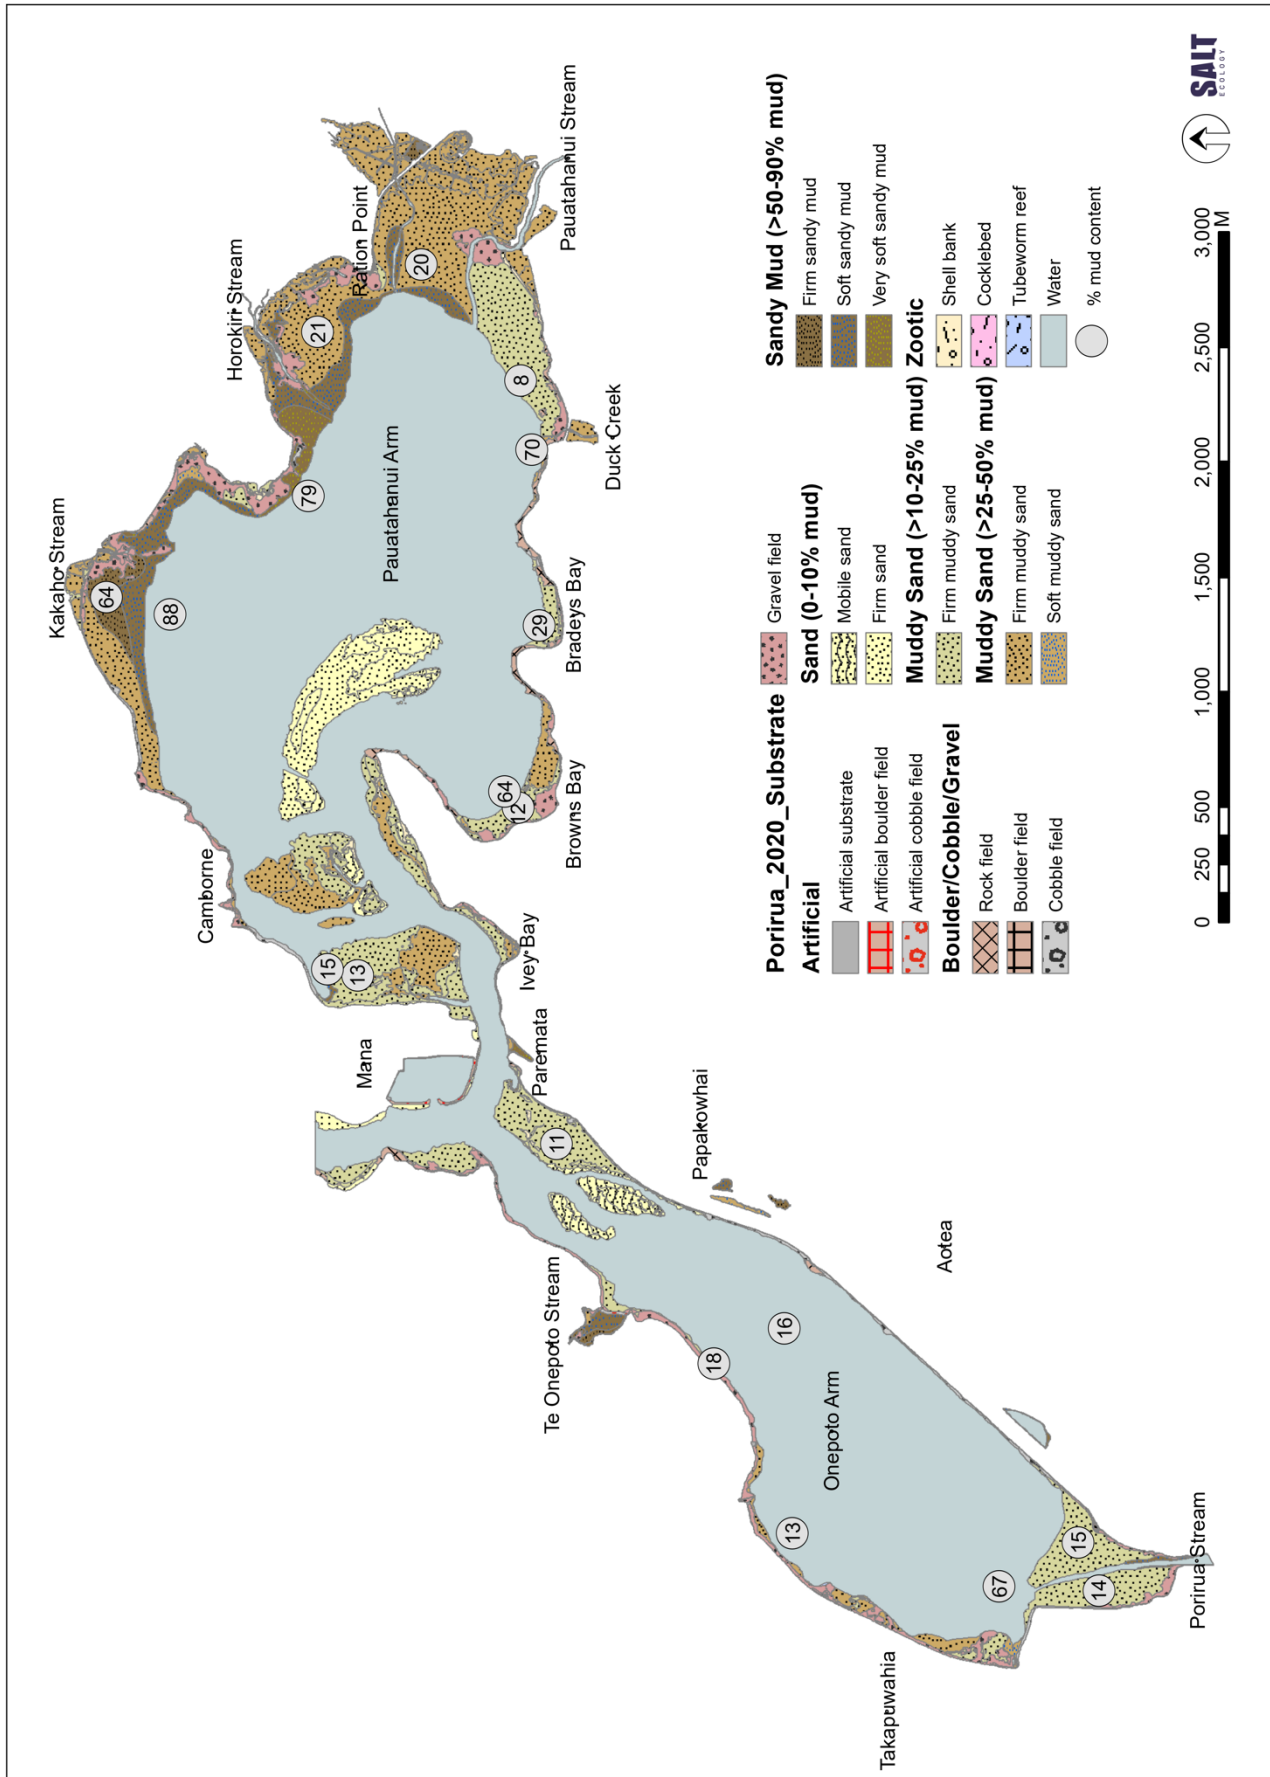 Kakaho Stream
Horokiri Stream
Ration Point
Pauatahanui Stream
Duck Creek
Pauatahanui Arm
Bradeys Bay
Browns Bay
Camborne
Ivey Bay
Mana
Paremata
Papakowhai
Te Onepoto Stream
Aotea
Onepoto Arm
Takapuwahia
Porirua Stream
64
88
79
21
20
8
70
29
64
12
15
13
11
18
16
13
67
15
14
Porirua_2020_Substrate
Artificial
Artificial substrate
Artificial boulder field
Artificial cobble field
Boulder/Cobble/Gravel
Rock field
Boulder field
Cobble field
Gravel field
Sand (0-10% mud)
Mobile sand
Firm sand
Muddy Sand (>10-25% mud)
Firm muddy sand
Muddy Sand (>25-50% mud)
Firm muddy sand
Soft muddy sand
Sandy Mud (>50-90% mud)
Firm sandy mud
Soft sandy mud
Very soft sandy mud
Zootic
Shell bank
Cocklebed
Tubeworm reef
Water
% mud content
0 250 500 1,000 1,500 2,000 2,500 3,000
M
SALT
ECOLOGY